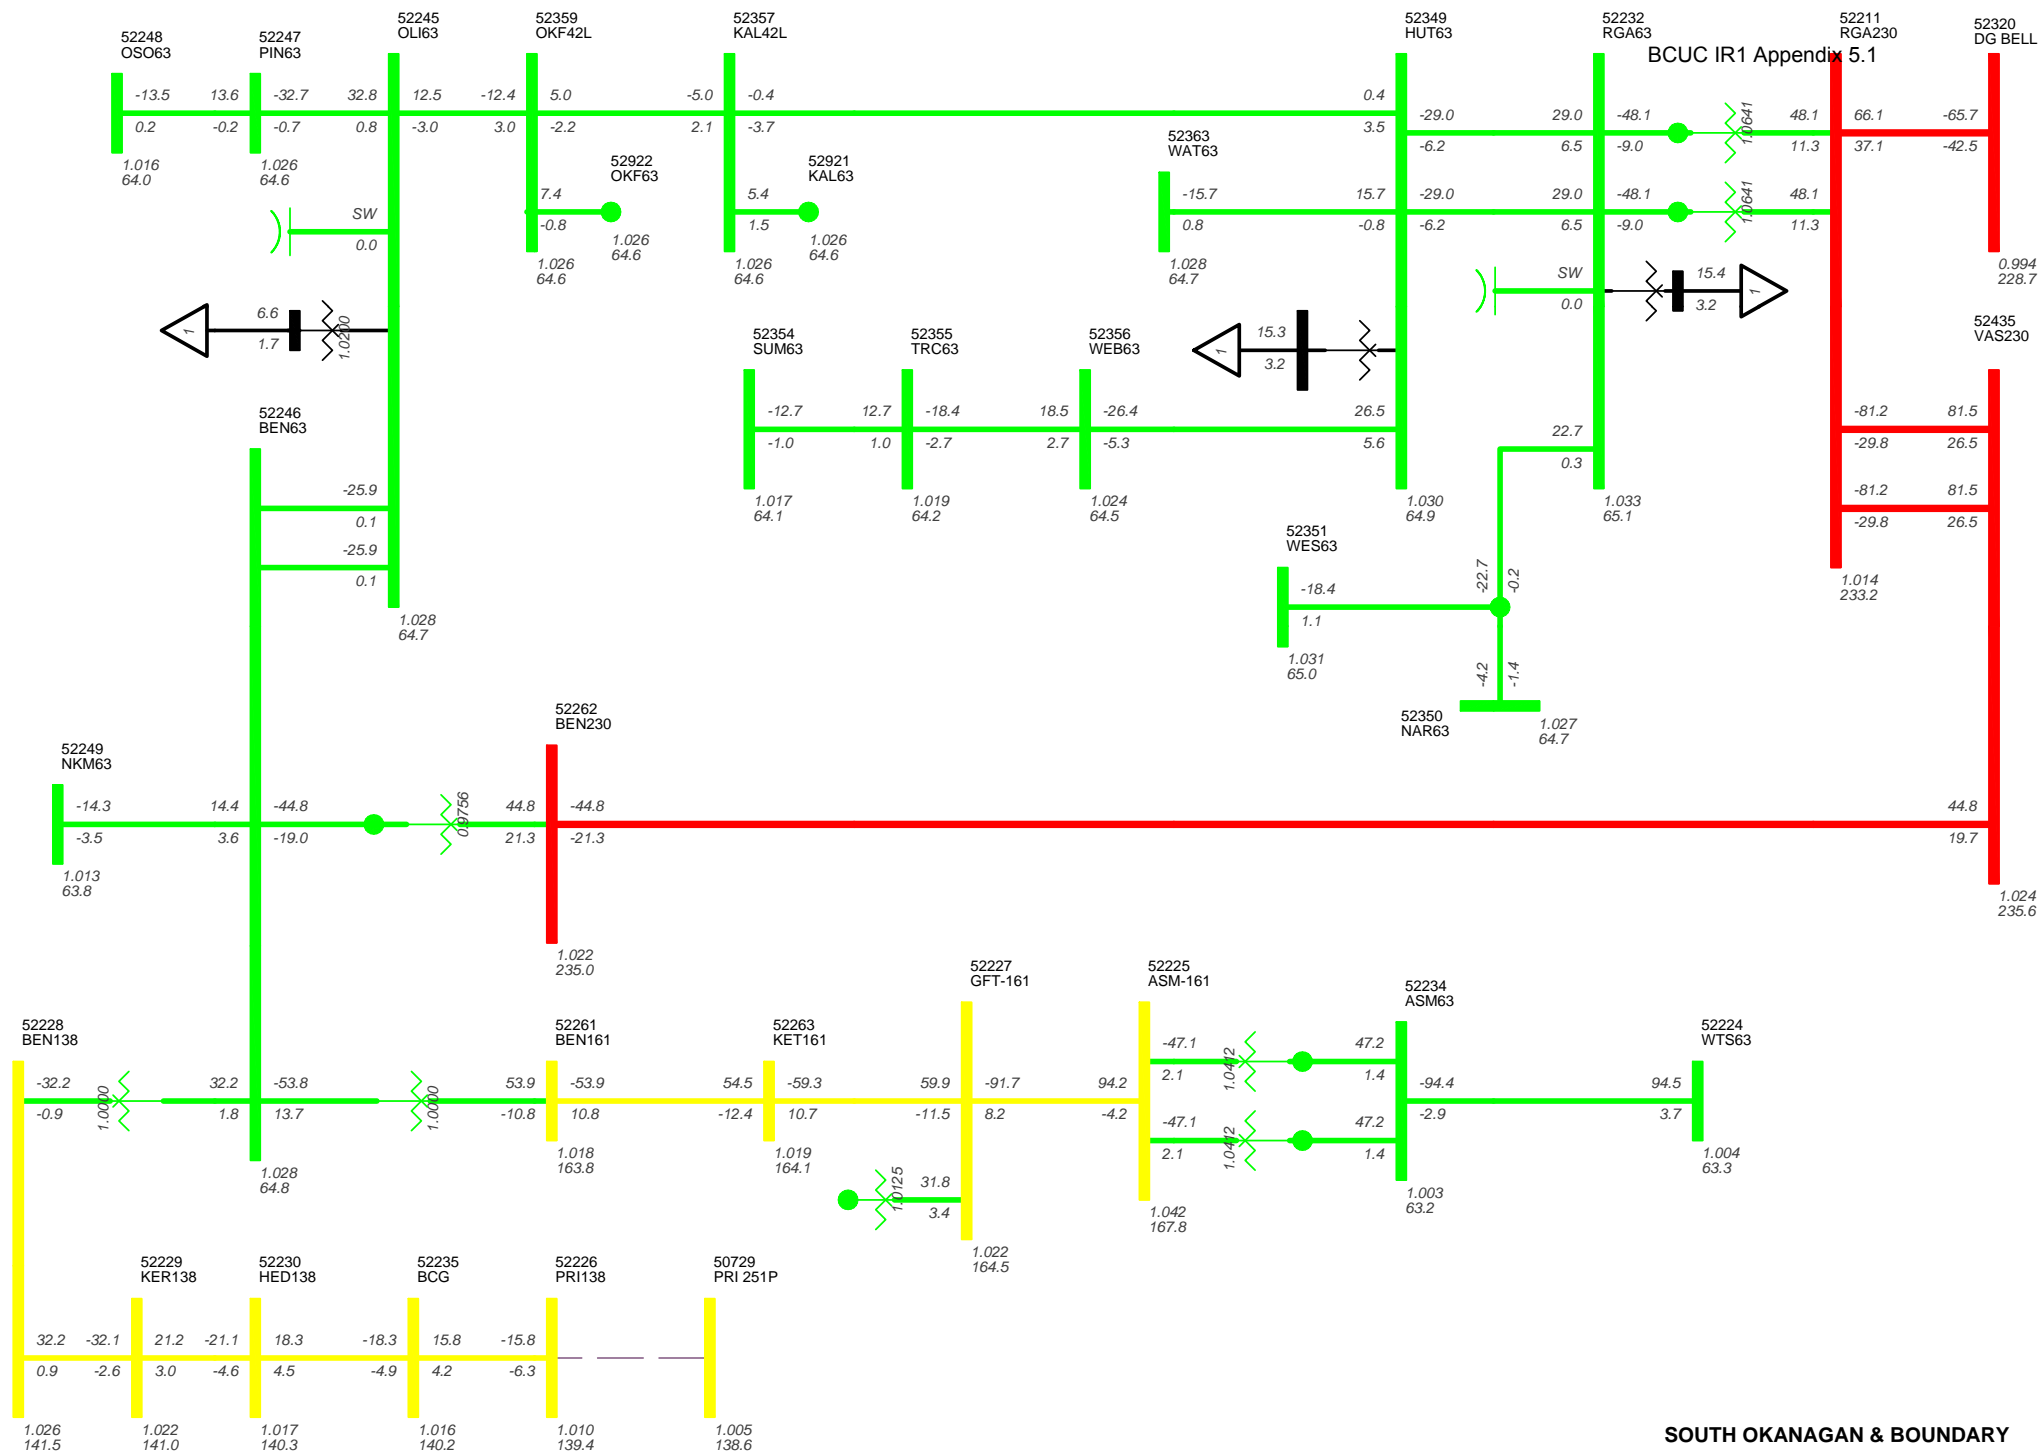 52248
OSO63
52247
PIN63
52245
OLI63
52359
OKF42L
52357
KAL42L
52349
HUT63
52232
RGA63
52211
RGA230
52320
DG BELL
BCUC IR1 Appendix 5.1
-13.5 13.6 -32.7 32.8 12.5 -12.4 5.0 -5.0 -0.4 0.4
0.2 -0.2 -0.7 0.8 -3.0 3.0 -2.2 2.1 -3.7 3.5
-29.0 29.0 -48.1 1.0641 48.1 66.1 -65.7
-6.2 6.5 -9.0 11.3 37.1 -42.5
1.016
64.0
1.026
64.6
52363
WAT63
52922
OKF63
52921
KAL63
7.4
-0.8
5.4
1.5
1.026
64.6
1.026
64.6
1.026
64.6
1.026
64.6
SW
0.0
-15.7 15.7 -29.0 29.0 -48.1 1.0641 48.1
0.8 -0.8 -6.2 6.5 -9.0 11.3
1.028
64.7
SW
0.0
15.4
3.2
1
0.994
228.7
6.6
1.7
1
1.0200
52354
SUM63
52355
TRC63
52356
WEB63
15.3
3.2
1
52435
VAS230
52246
BEN63
-12.7 12.7 -18.4 18.5 -26.4 26.5
-1.0 1.0 -2.7 2.7 -5.3 5.6
22.7
0.3
-81.2 81.5
-29.8 26.5
-25.9
0.1
1.017
64.1
1.019
64.2
1.024
64.5
1.030
64.9
1.033
65.1
-81.2 81.5
-29.8 26.5
-25.9
0.1
52351
WES63
-22.7
-0.2
-18.4
1.1
1.014
233.2
1.028
64.7
1.031
65.0
-4.2
-1.4
52350
NAR63
1.027
64.7
52262
BEN230
52249
NKM63
-14.3 14.4 -44.8 0.9756 44.8 -44.8 44.8
-3.5 3.6 -19.0 21.3 -21.3 19.7
1.013
63.8
1.024
235.6
1.022
235.0
52227
GFT-161
52225
ASM-161
52234
ASM63
52224
WTS63
52228
BEN138
52261
BEN161
52263
KET161
-47.1 1.0412 47.2
2.1 1.4
-32.2 1.0000 32.2 -53.8 1.0000 53.9 -53.9 54.5 -59.3 59.9 -91.7 94.2
-0.9 1.8 13.7 -10.8 10.8 -12.4 10.7 -11.5 8.2 -4.2
-94.4 94.5
-2.9 3.7
-47.1 1.0412 47.2
2.1 1.4
1.028
64.8
1.018
163.8
1.019
164.1
1.004
63.3
1.0125
31.8
3.4
1.003
63.2
1.042
167.8
1.022
164.5
52229
KER138
52230
HED138
52235
BCG
52226
PRI138
50729
PRI 251P
32.2 -32.1 21.2 -21.1 18.3 -18.3 15.8 -15.8
0.9 -2.6 3.0 -4.6 4.5 -4.9 4.2 -6.3
1.026
141.5
1.022
141.0
1.017
140.3
1.016
140.2
1.010
139.4
1.005
138.6
SOUTH OKANAGAN & BOUNDARY